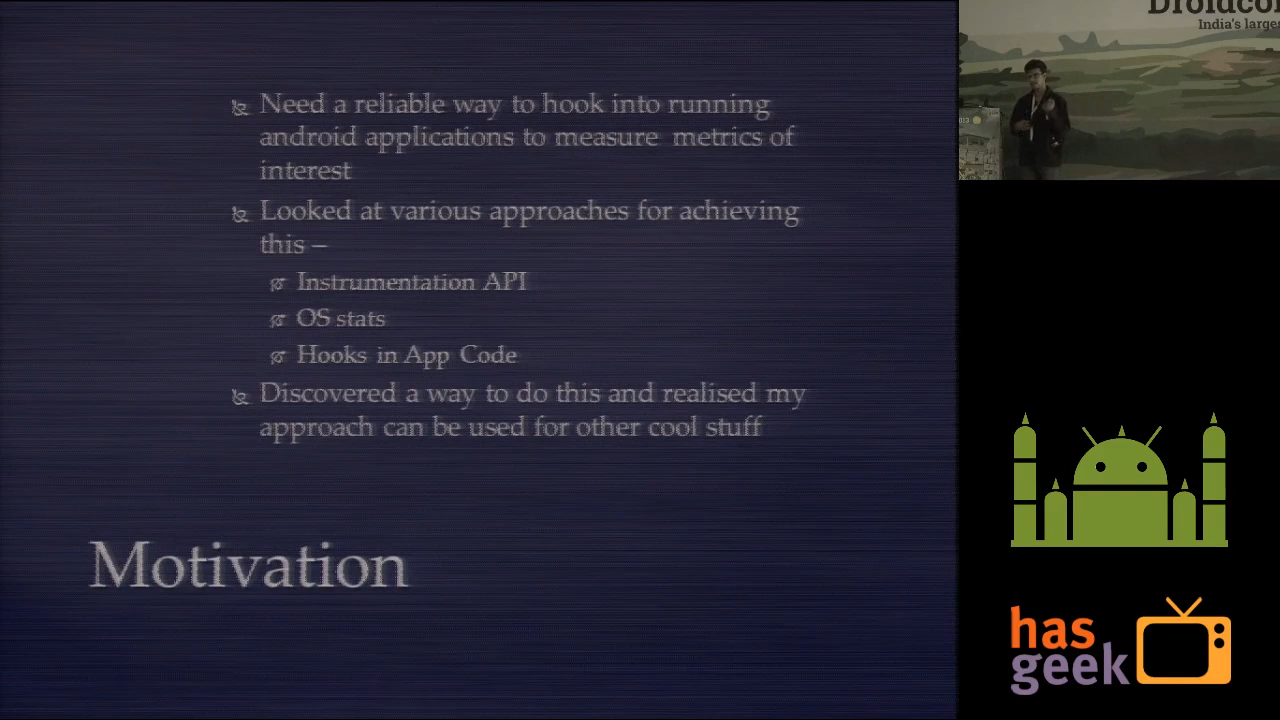 Need a reliable way to hook into running
android applications to measure metrics of
interest
Looked at various approaches for achieving
this –
Instrumentation API
OS stats
Hooks in App Code
Discovered a way to do this and realised my
approach can be used for other cool stuff
Motivation
Droidco
India's large
has
geek